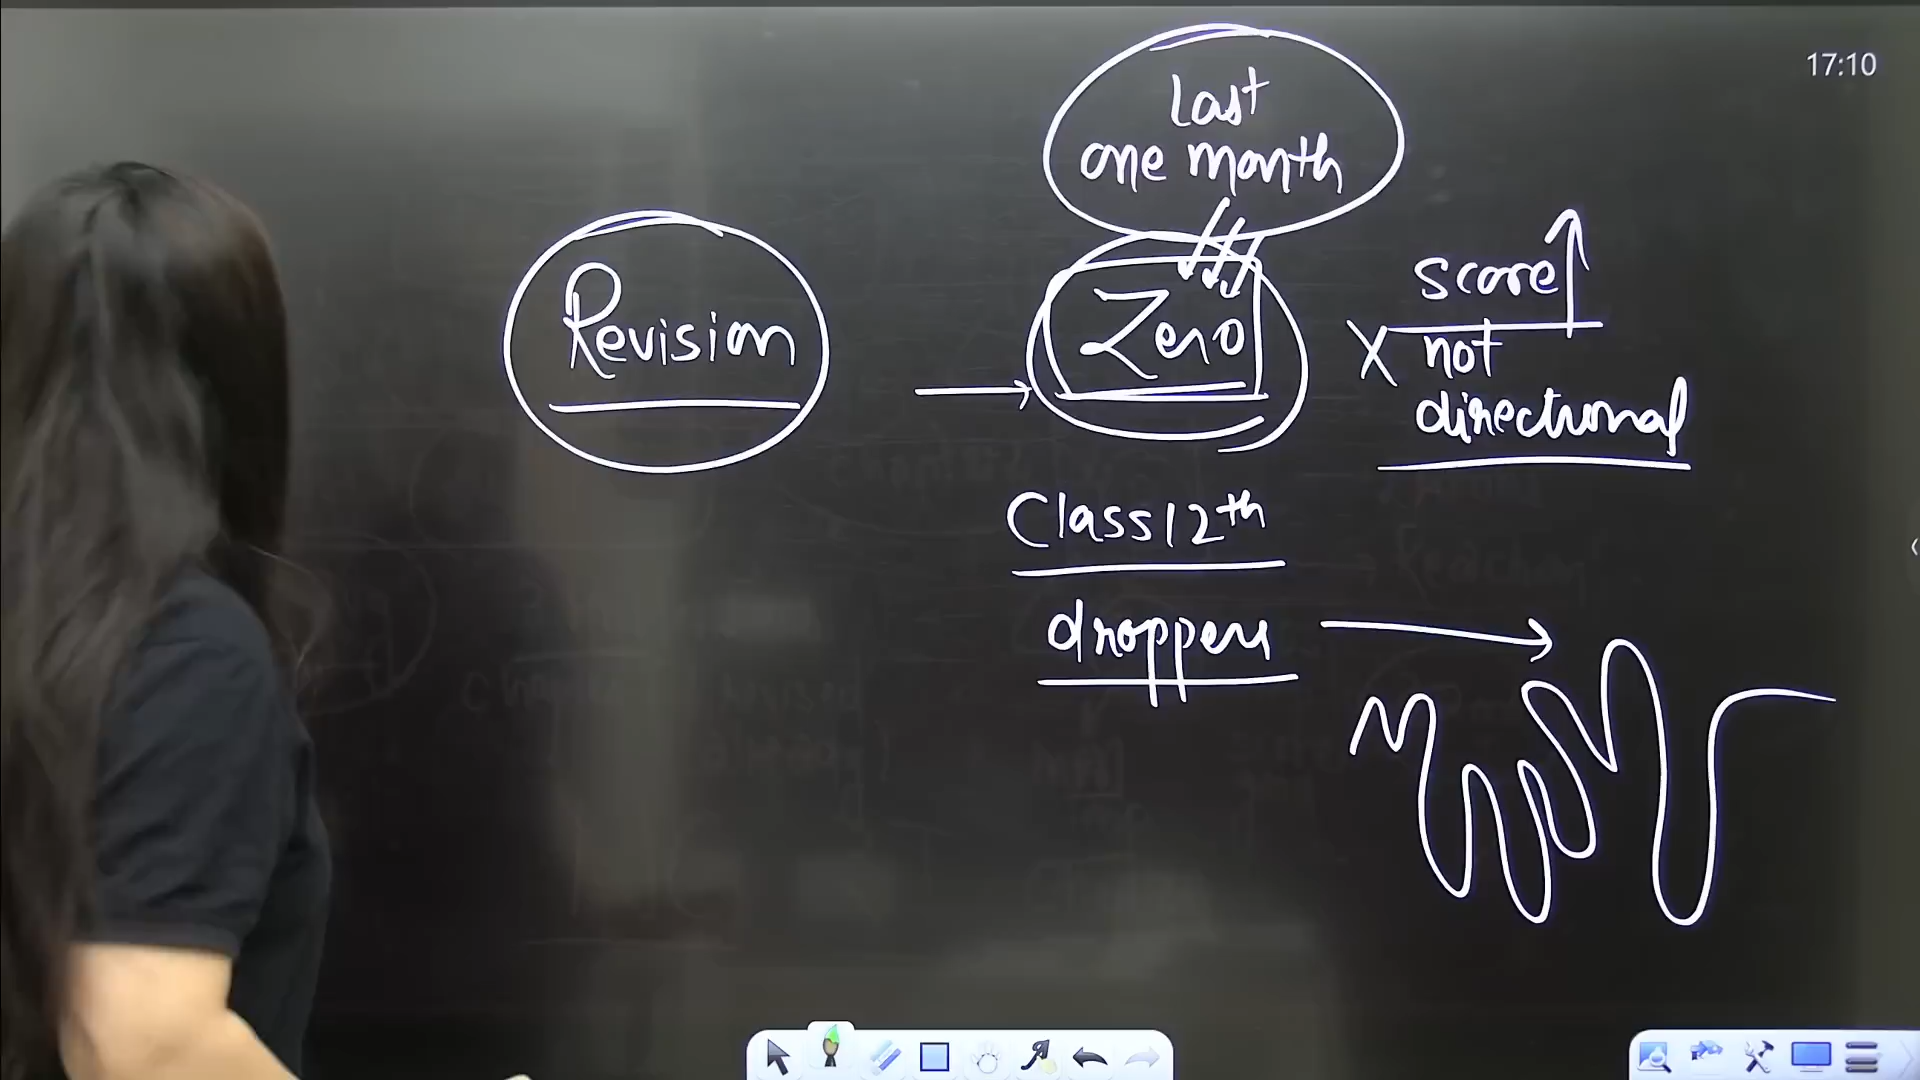 17:10
Last
one month
Revision
Zero
score
X not
directional
Class 12th
droppers